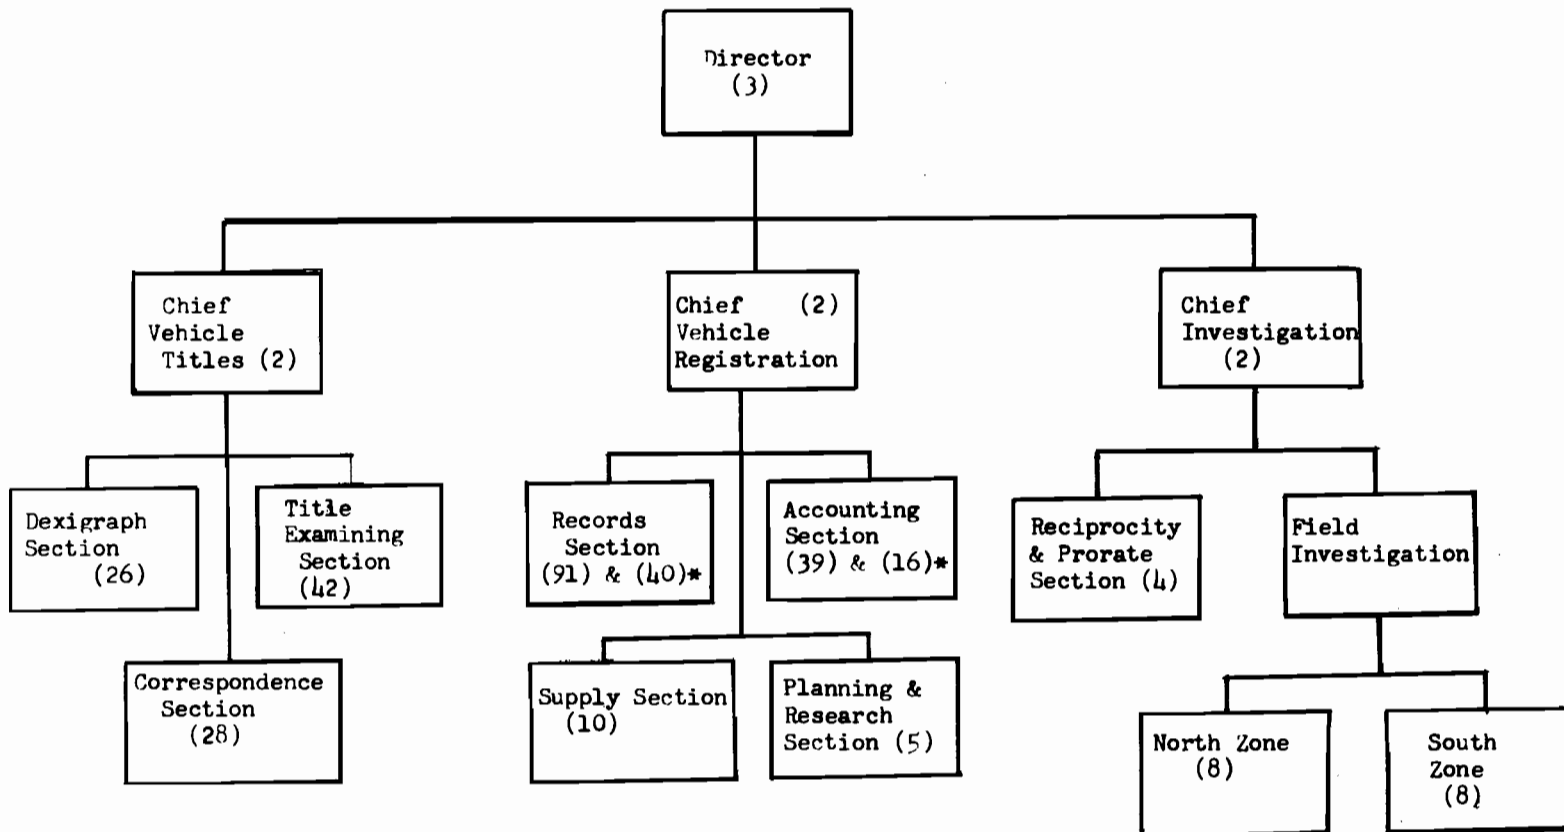 Director
(3)
Chief
Vehicle
Titles (2)
Chief (2)
Vehicle
Registration
Chief
Investigation
(2)
Dexigraph
Section
(26)
Title
Examining
Section
(42)
Correspondence
Section
(28)
Records
Section
(91) & (40)*
Accounting
Section
(39) & (16)*
Supply Section
(10)
Planning &
Research
Section (5)
Reciprocity
& Prorate
Section (4)
Field
Investigation
North Zone
(8)
South
Zone
(8)